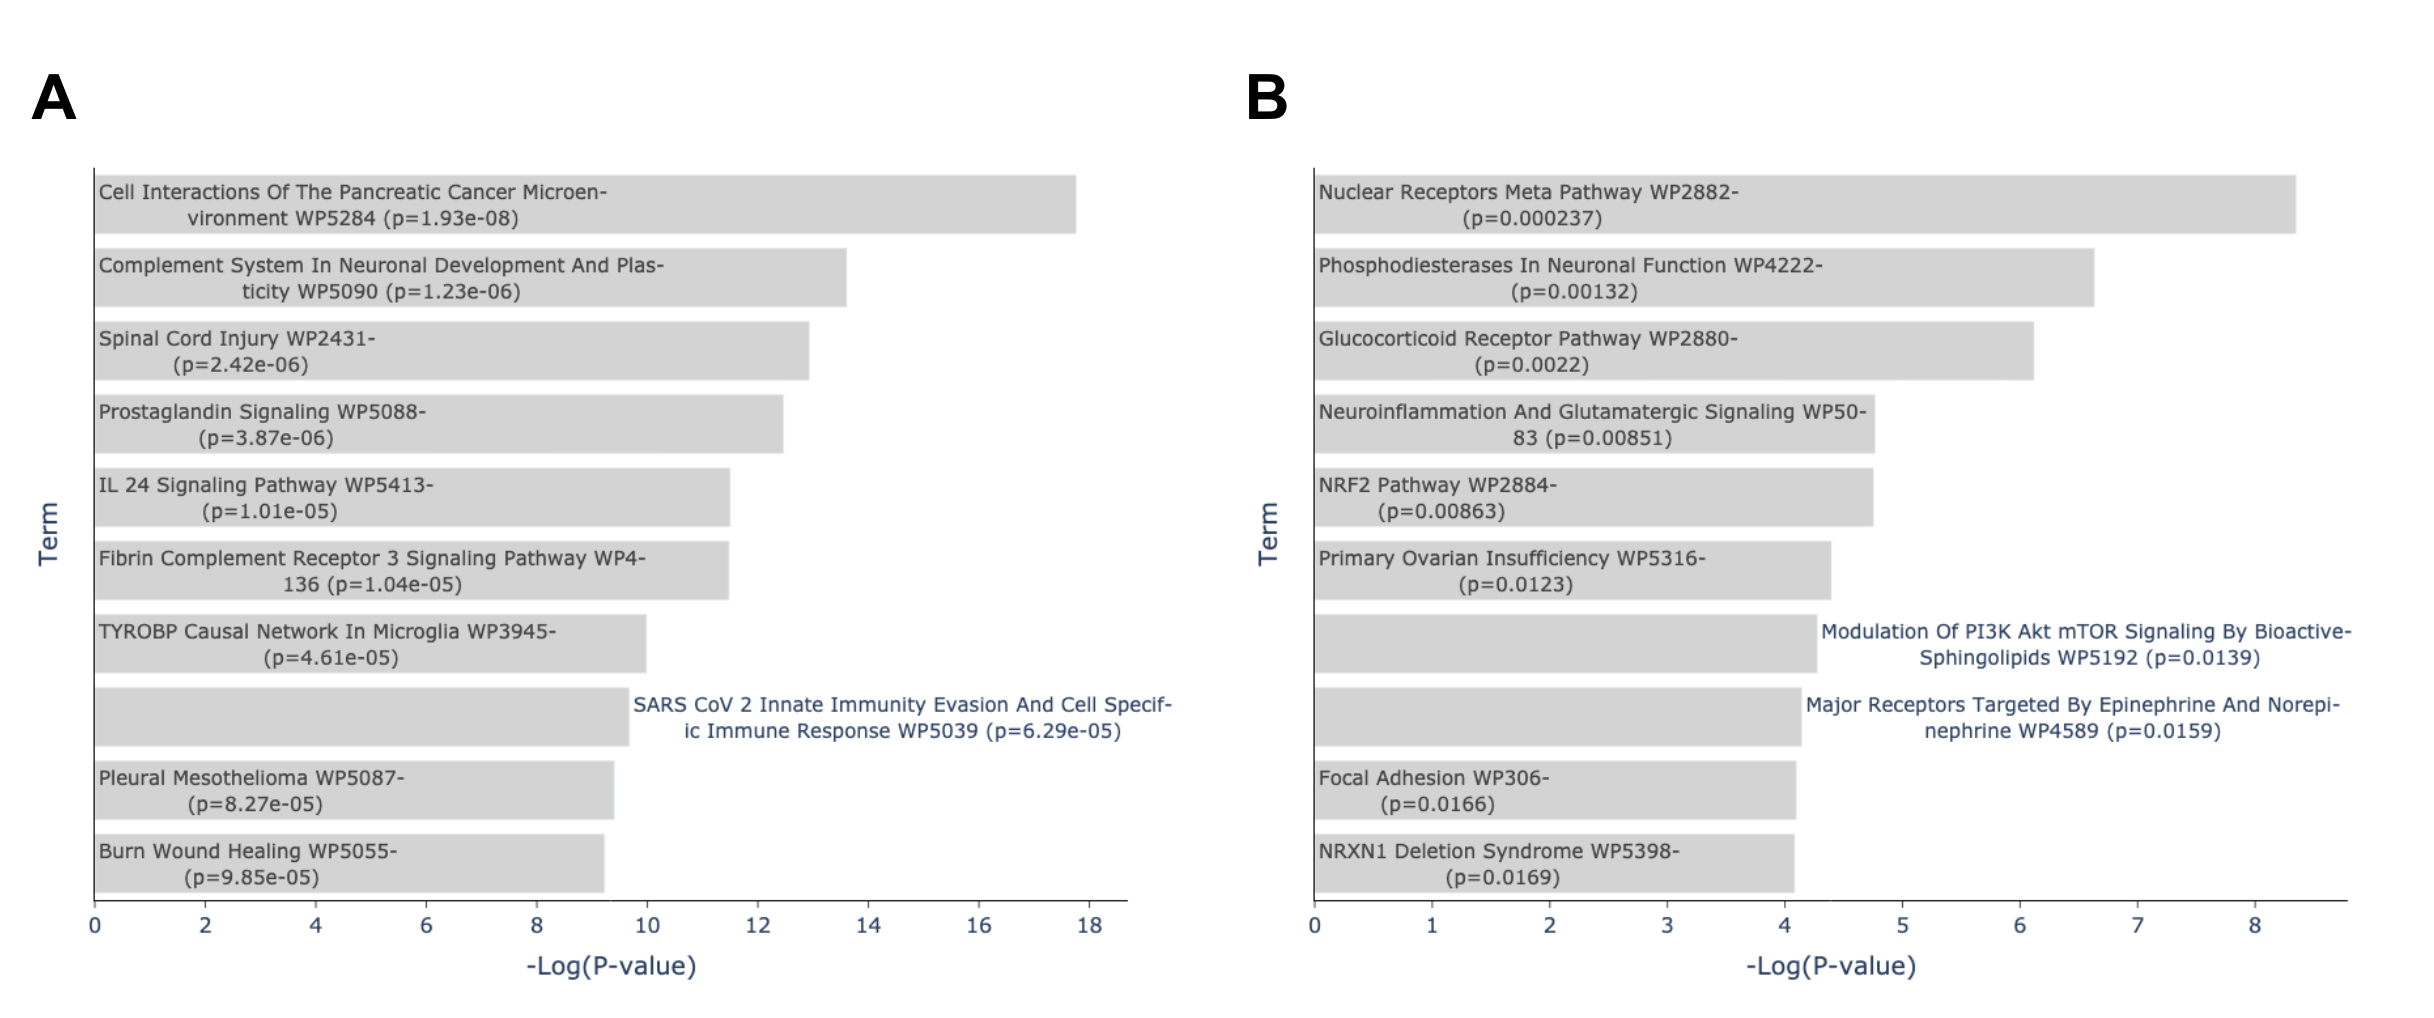 A
Cell Interactions Of The Pancreatic Cancer Microen-
vironment WP5284 (p=1.93e-08)
Complement System In Neuronal Development And Plas-
ticity WP5090 (p=1.23e-06)
Spinal Cord Injury WP2431-
(p=2.42e-06)
Prostaglandin Signaling WP5088-
(p=3.87e-06)
IL 24 Signaling Pathway WP5413-
(p=1.01e-05)
Fibrin Complement Receptor 3 Signaling Pathway WP4-
136 (p=1.04e-05)
TYROBP Causal Network In Microglia WP3945-
(p=4.61e-05)
SARS CoV 2 Innate Immunity Evasion And Cell Specif-
ic Immune Response WP5039 (p=6.29e-05)
Pleural Mesothelioma WP5087-
(p=8.27e-05)
Burn Wound Healing WP5055-
(p=9.85e-05)
Term
0 2 4 6 8 10 12 14 16 18
-Log(P-value)
B
Nuclear Receptors Meta Pathway WP2882-
(p=0.000237)
Phosphodiesterases In Neuronal Function WP4222-
(p=0.00132)
Glucocorticoid Receptor Pathway WP2880-
(p=0.0022)
Neuroinflammation And Glutamatergic Signaling WP50-
83 (p=0.00851)
NRF2 Pathway WP2884-
(p=0.00863)
Primary Ovarian Insufficiency WP5316-
(p=0.0123)
Modulation Of PI3K Akt mTOR Signaling By Bioactive-
Sphingolipids WP5192 (p=0.0139)
Major Receptors Targeted By Epinephrine And Norepi-
nephrine WP4589 (p=0.0159)
Focal Adhesion WP306-
(p=0.0166)
NRXN1 Deletion Syndrome WP5398-
(p=0.0169)
Term
0 1 2 3 4 5 6 7 8
-Log(P-value)